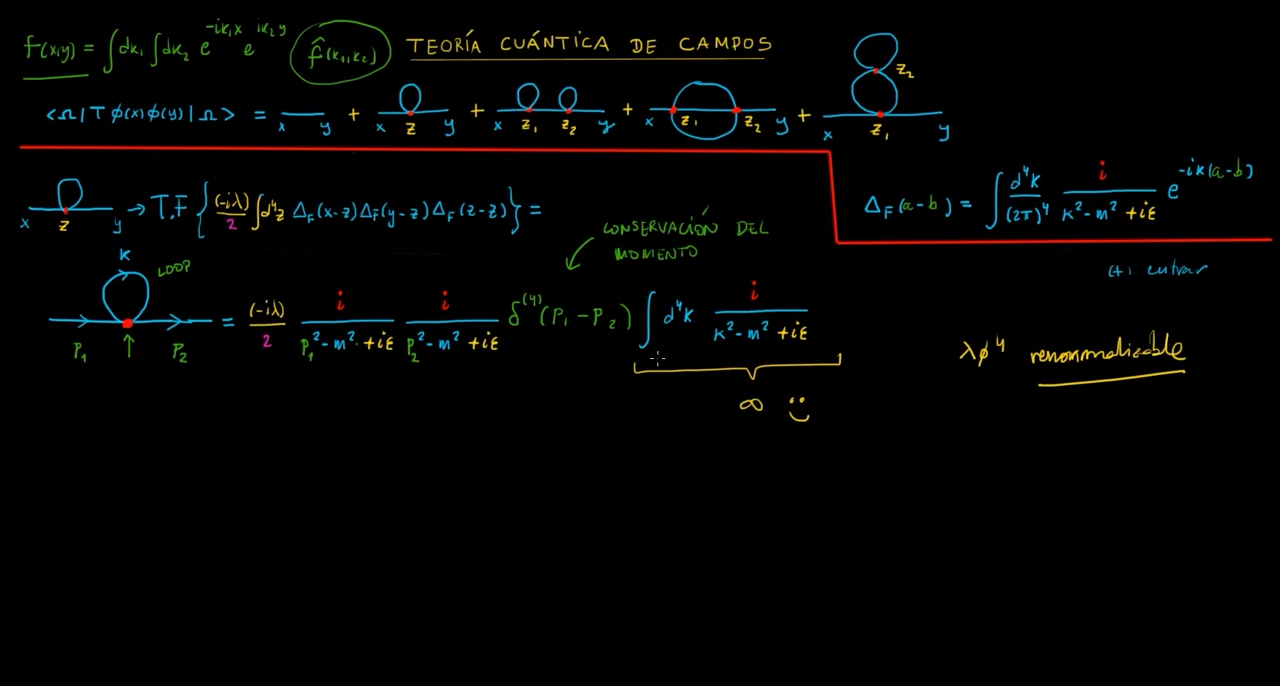 f(x,y) = ∫dk₁ ∫dk₂ e^{-ik₁x} e^{ik₂y} f̂(k₁,k₂) TEORÍA CUÁNTICA DE CAMPOS
<Ω|T φ(x)φ(y)|Ω> = x y + x z y + x z₁ z₂ y + x z₁ z₂ y + x z₁ z₂ y
x z y → T.F { (-iλ)/2 ∫d⁴z Δ_F(x-z) Δ_F(y-z) Δ_F(z-z) } =
Δ_F(a-b) = ∫ d⁴k/(2π)⁴ i/(k²-m²+iε) e^{-ik(a-b)}
CONSERVACIÓN DEL
MOMENTO
(+) entrar
k LOOP
P₁ ↑ P₂ = (-iλ)/2 i/(P₁²-m²+iε) i/(P₂²-m²+iε) δ⁽⁴⁾(P₁-P₂) ∫ d⁴k i/(k²-m²+iε)
λφ⁴ renormalizable
∞